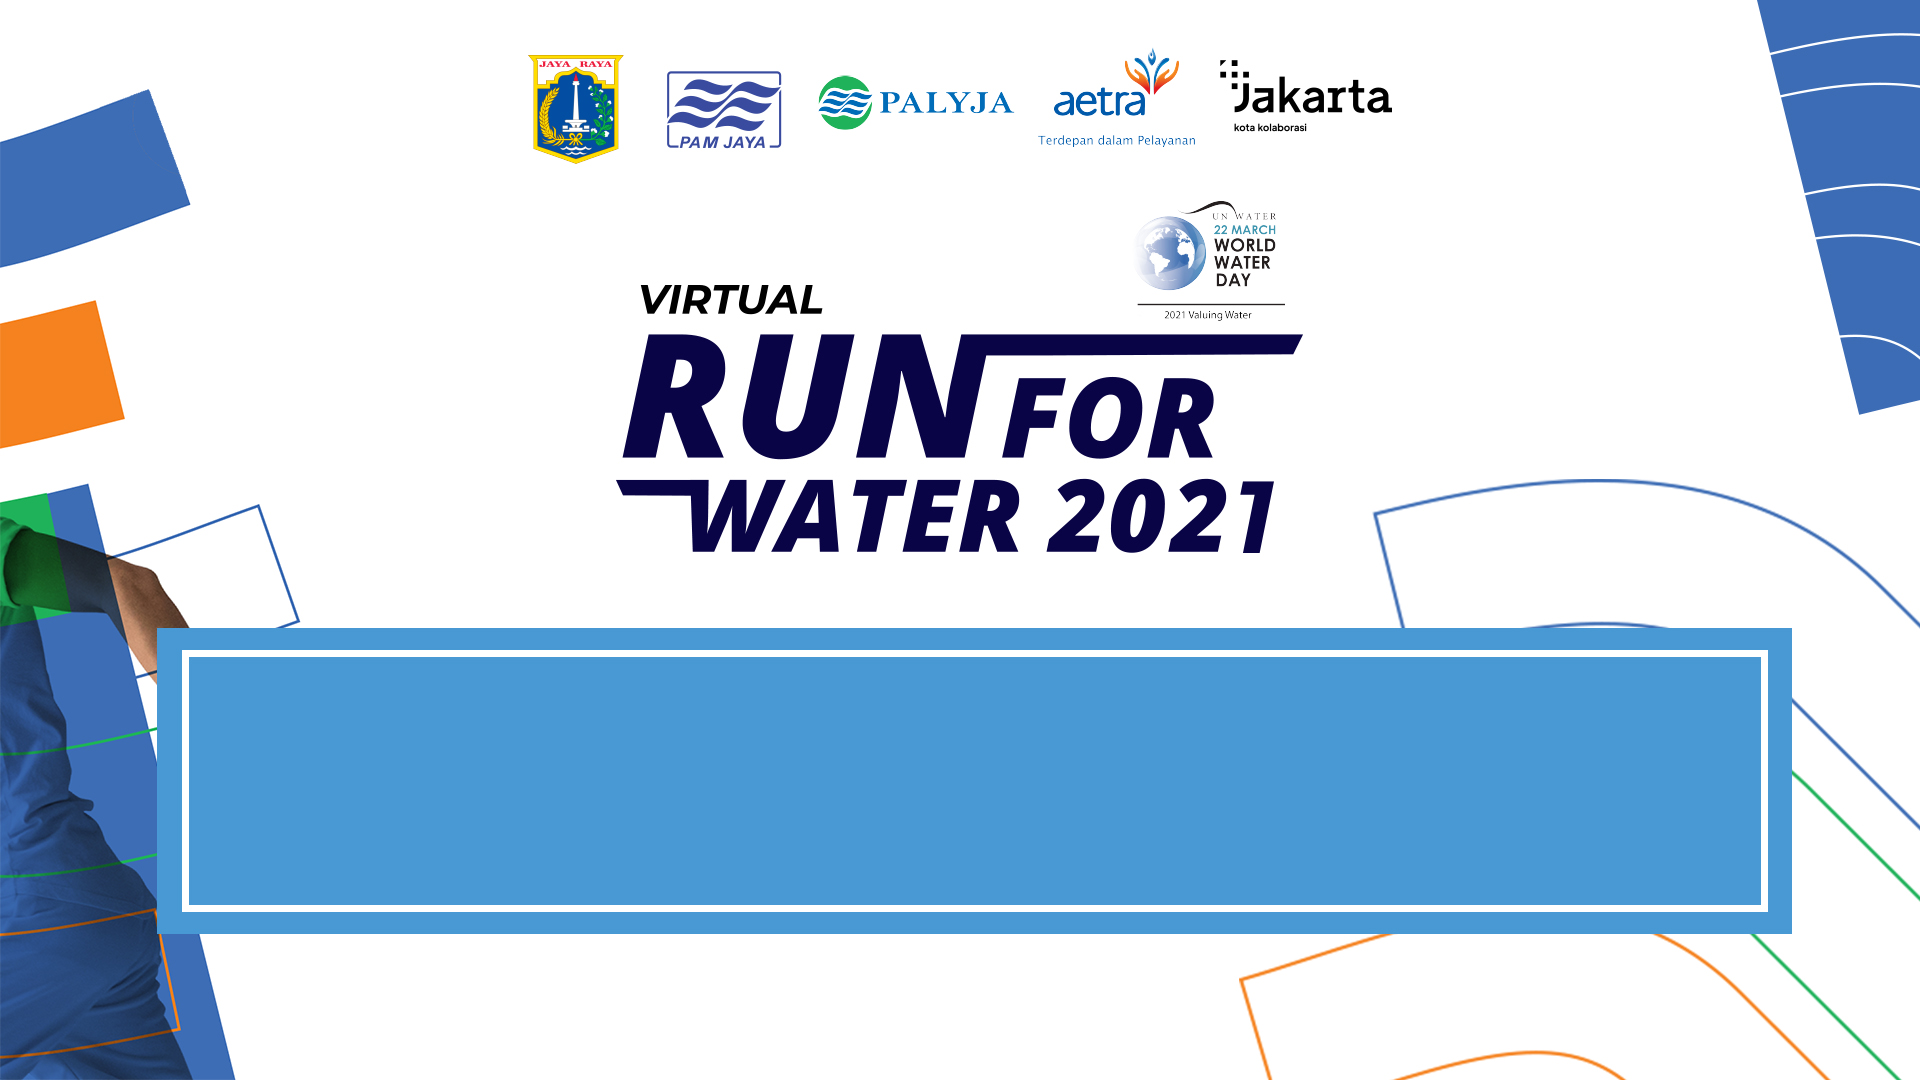 JAYA RAYA
PAM JAYA
PALYJA
aetra
Terdepan dalam Pelayanan
Jakarta
kota kolaborasi
UN WATER
22 MARCH
WORLD
WATER
DAY
2021 Valuing Water
VIRTUAL
RUN FOR
WATER 2021